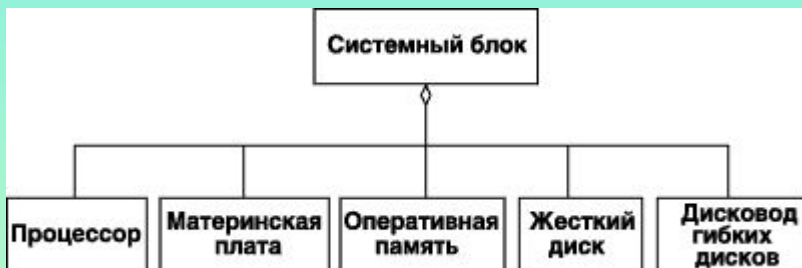 Системный блок
Процессор
Материнская
плата
Оперативная
память
Жесткий
диск
Дисковод
гибких
дисков